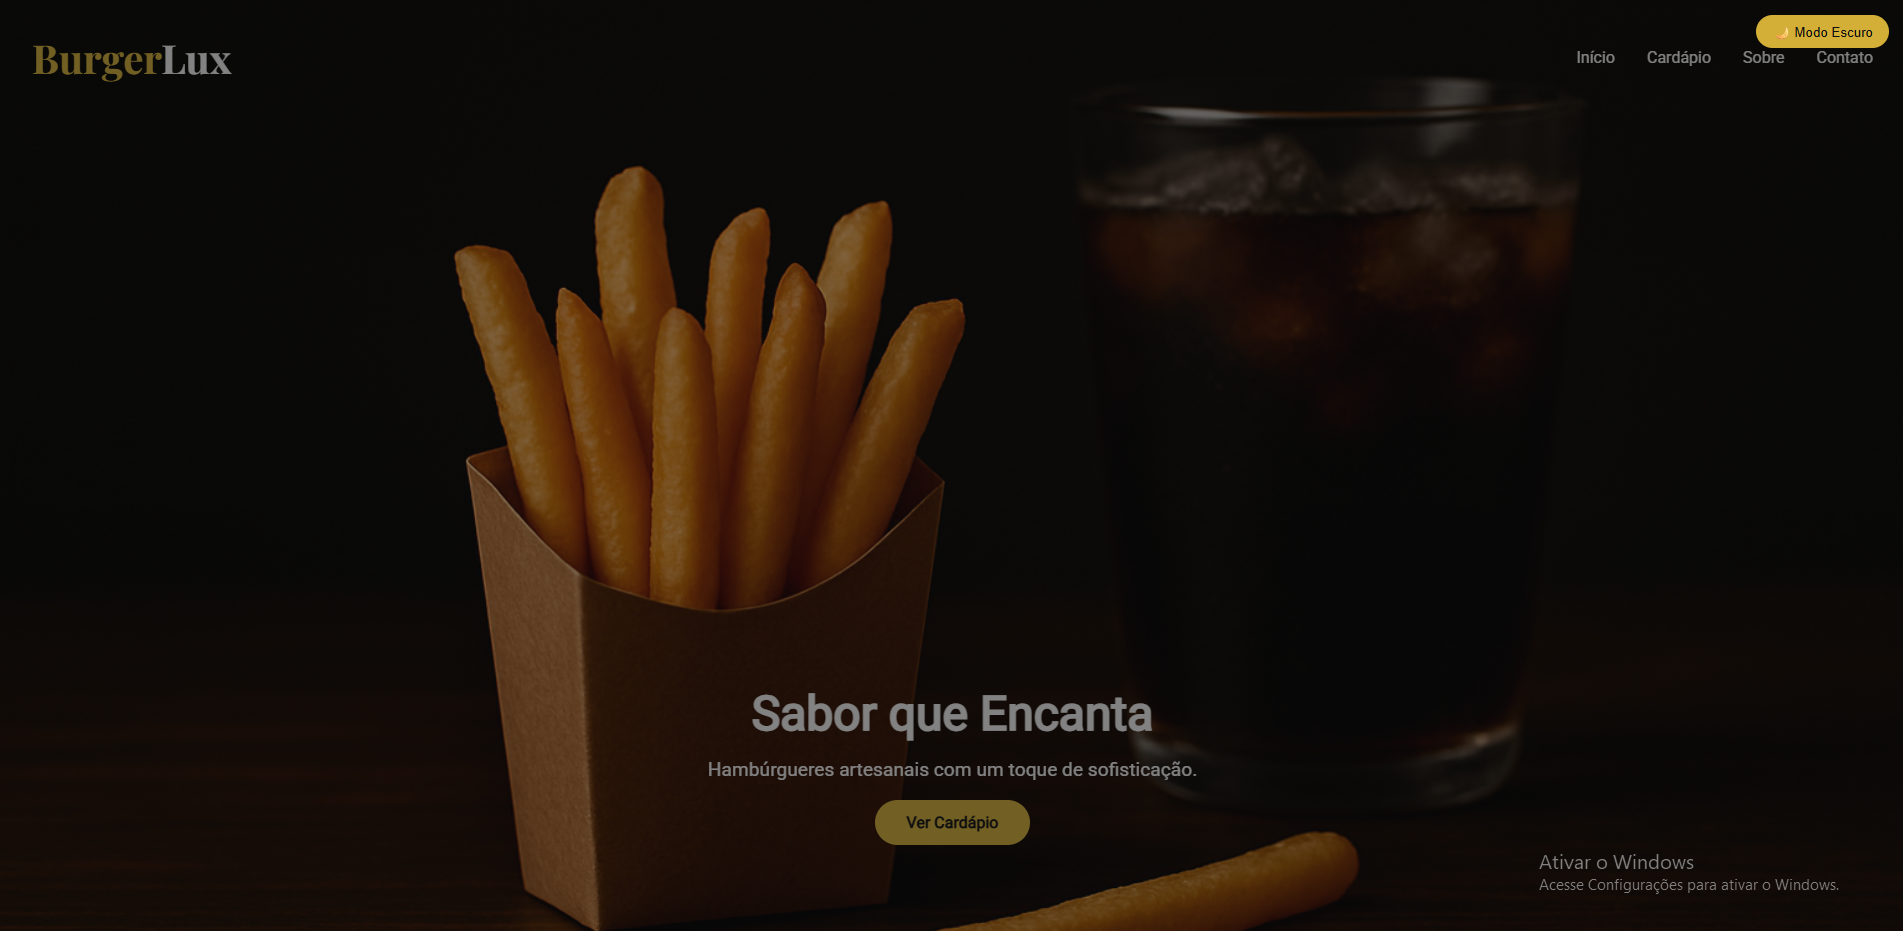 🌙 Modo Escuro
BurgerLux
Início Cardápio Sobre Contato
Sabor que Encanta
Hambúrgueres artesanais com um toque de sofisticação.
Ver Cardápio
Ativar o Windows
Acesse Configurações para ativar o Windows.